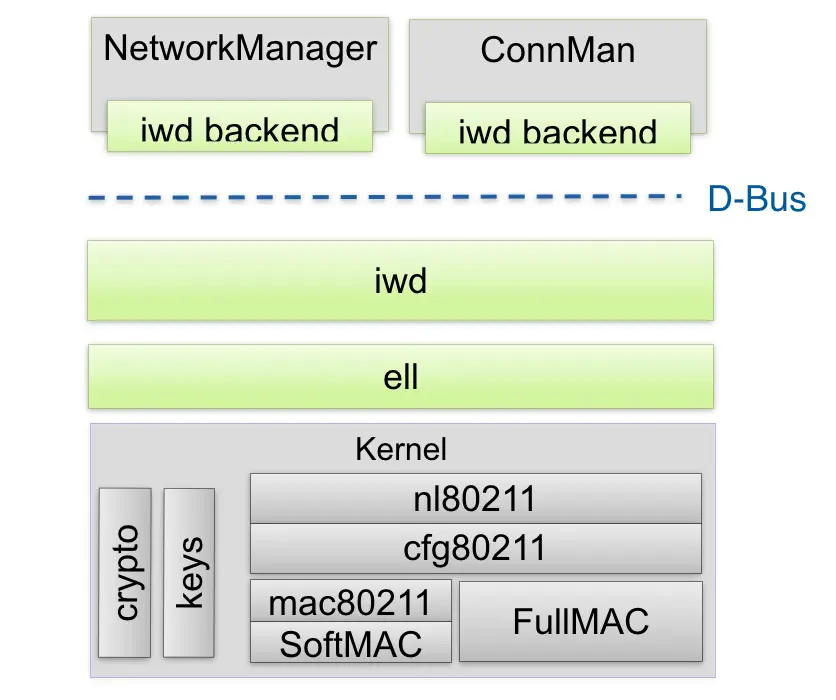 NetworkManager
ConnMan
iwd backend
iwd backend
D-Bus
iwd
ell
Kernel
crypto
keys
nl80211
cfg80211
mac80211
SoftMAC
FullMAC